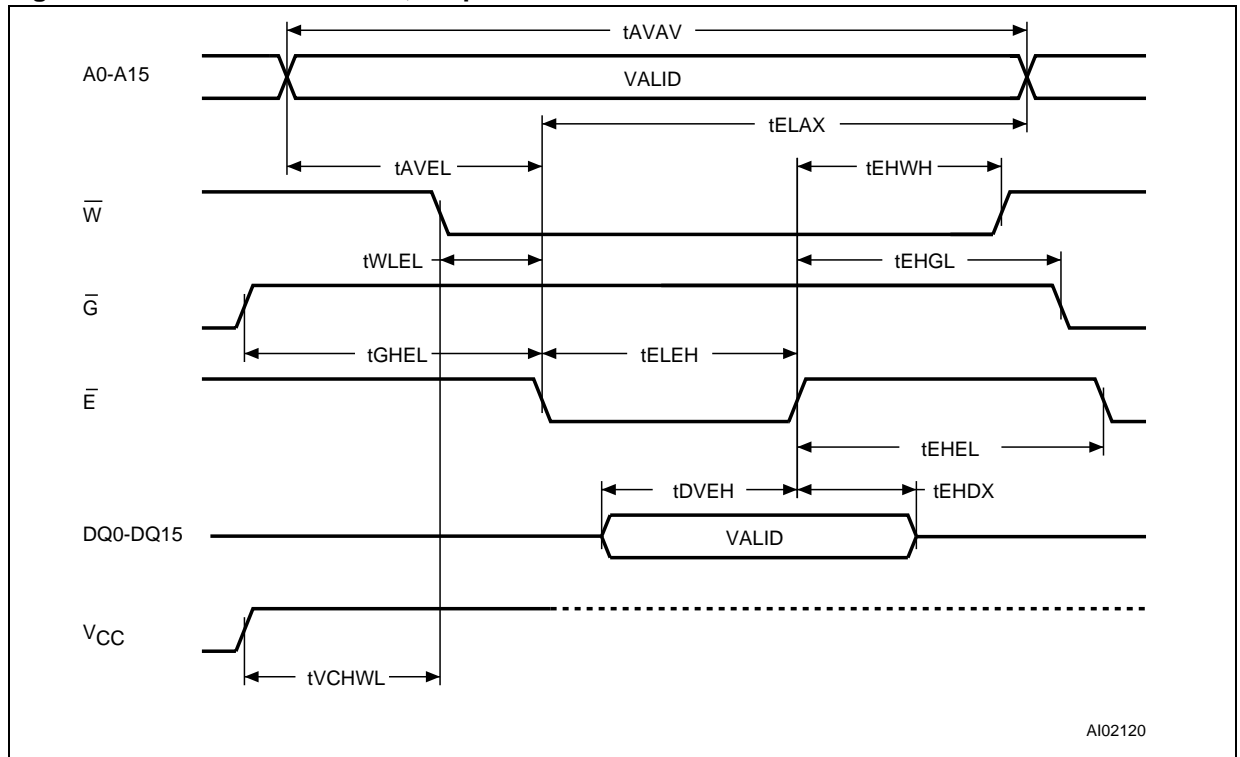 tAVAV
A0-A15
VALID
tELAX
tAVEL
tEHWH
W
tWLEL
tEHGL
G
tGHEL
tELEH
E
tEHEL
tDVEH
tEHDX
DQ0-DQ15
VALID
VCC
tVCHWL
AI02120